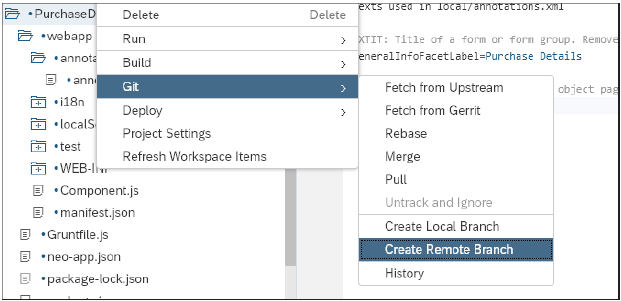 •PurchaseD
webapp
•annota
•anno
•i18n
•localSe
•test
•WEB-INF
•Component.js
•manifest.json
•Gruntfile.js
•neo-app.json
•package-lock.json
Delete Delete
Run
Build
Git
Deploy
Project Settings
Refresh Workspace Items
exts used in local/annotations.xml
XTIT: Title of a form or form group. Remove
eneralInfoFacetLabel=Purchase Details
object pag
Fetch from Upstream
Fetch from Gerrit
Rebase
Merge
Pull
Untrack and Ignore
Create Local Branch
Create Remote Branch
History